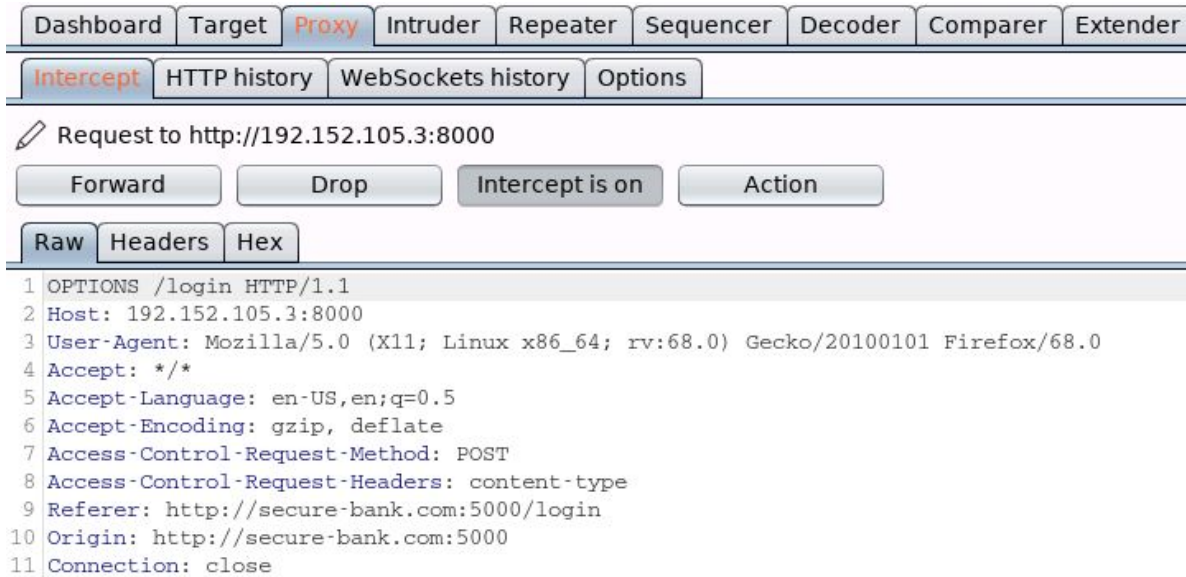 Dashboard Target Proxy Intruder Repeater Sequencer Decoder Comparer Extender
Intercept HTTP history WebSockets history Options
Request to http://192.152.105.3:8000
Forward Drop Intercept is on Action
Raw Headers Hex
1 OPTIONS /login HTTP/1.1
2 Host: 192.152.105.3:8000
3 User-Agent: Mozilla/5.0 (X11; Linux x86_64; rv:68.0) Gecko/20100101 Firefox/68.0
4 Accept: */*
5 Accept-Language: en-US,en;q=0.5
6 Accept-Encoding: gzip, deflate
7 Access-Control-Request-Method: POST
8 Access-Control-Request-Headers: content-type
9 Referer: http://secure-bank.com:5000/login
10 Origin: http://secure-bank.com:5000
11 Connection: close